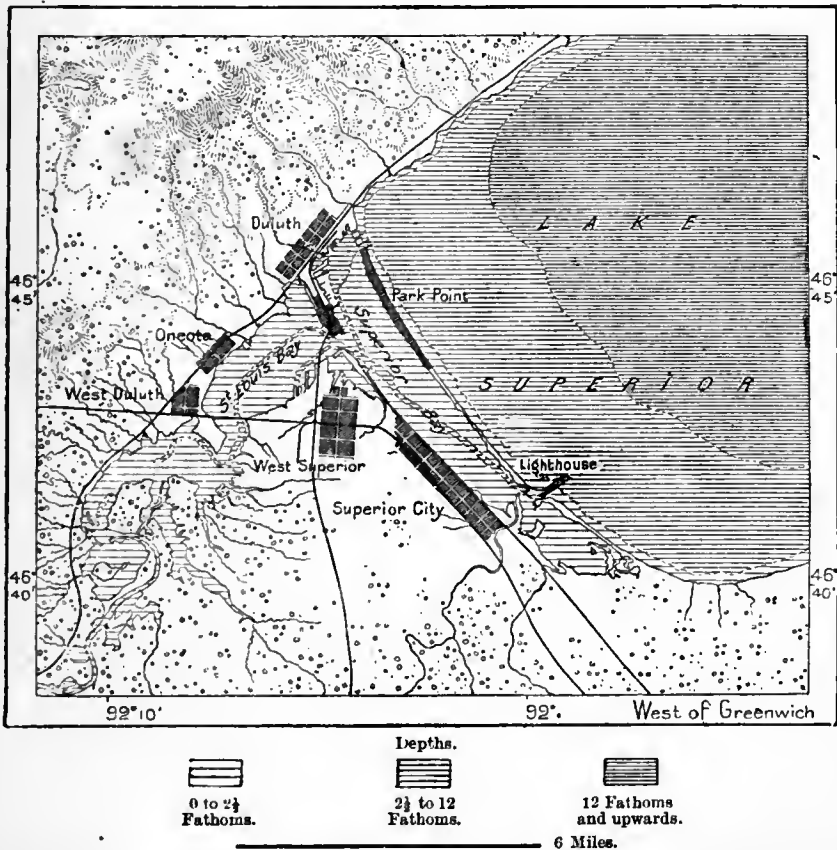 LAKE
Duluth
46°
45'
46°
45'
Park Point
Superior Bay
Oneota
St Louis Bay
SUPERIOR
West Duluth
West Superior
Lighthouse
Superior City
46°
40'
46°
40'
92°10'
92°
West of Greenwich
Depths.
0 to 2½
Fathoms.
2½ to 12
Fathoms.
12 Fathoms
and upwards.
6 Miles.